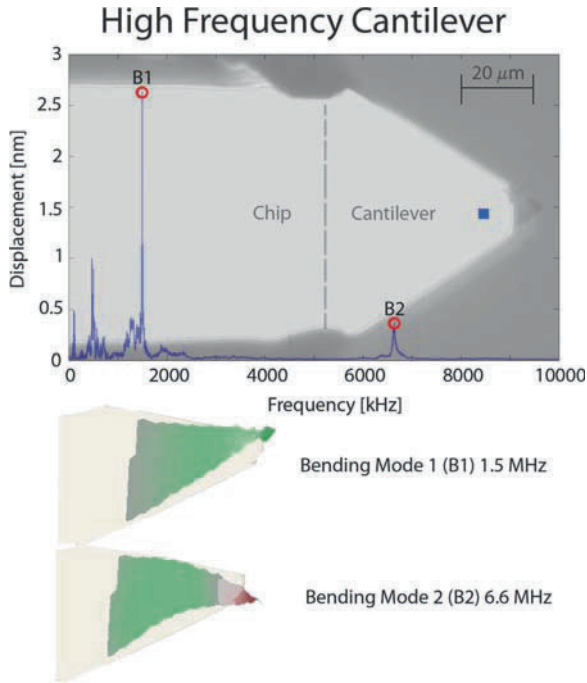 High Frequency Cantilever
3
2.5
2
1.5
1
0.5
0
Displacement [nm]
B1
20 μm
Chip
Cantilever
B2
0
2000
4000
6000
8000
10000
Frequency [kHz]
Bending Mode 1 (B1) 1.5 MHz
Bending Mode 2 (B2) 6.6 MHz